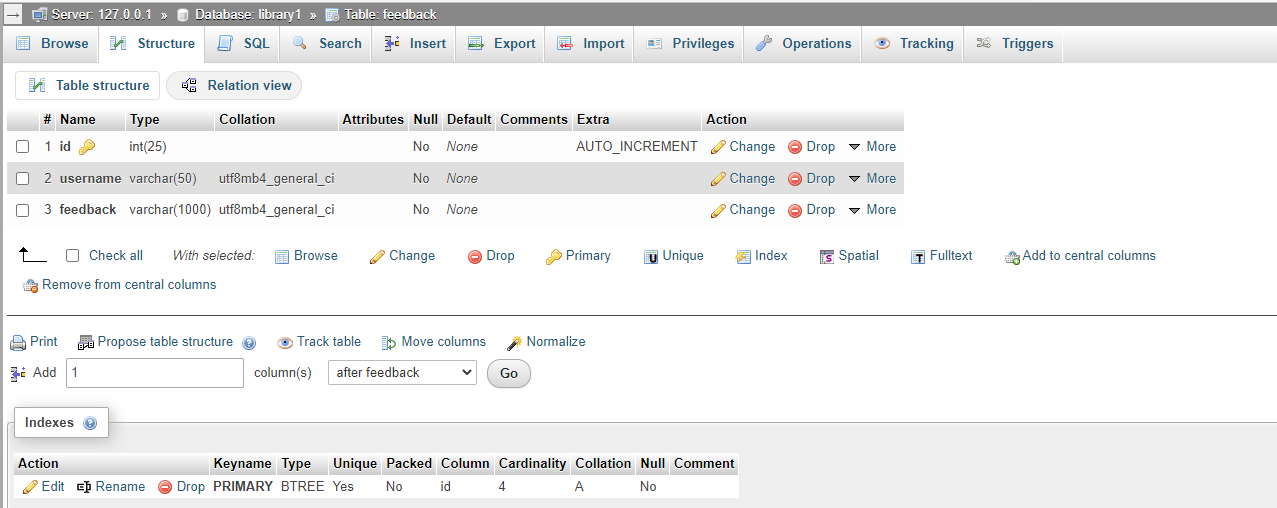 Server: 127.0.0.1 » Database: library1 » Table: feedback
Browse Structure SQL Search Insert Export Import Privileges Operations Tracking Triggers
Table structure Relation view
# Name Type Collation Attributes Null Default Comments Extra Action
1 id int(25) No None AUTO_INCREMENT Change Drop More
2 username varchar(50) utf8mb4_general_ci No None Change Drop More
3 feedback varchar(1000) utf8mb4_general_ci No None Change Drop More
Check all With selected: Browse Change Drop Primary Unique Index Spatial Fulltext Add to central columns
Remove from central columns
Print Propose table structure Track table Move columns Normalize
Add 1 column(s) after feedback Go
Indexes
Action Keyname Type Unique Packed Column Cardinality Collation Null Comment
Edit Rename Drop PRIMARY BTREE Yes No id 4 A No